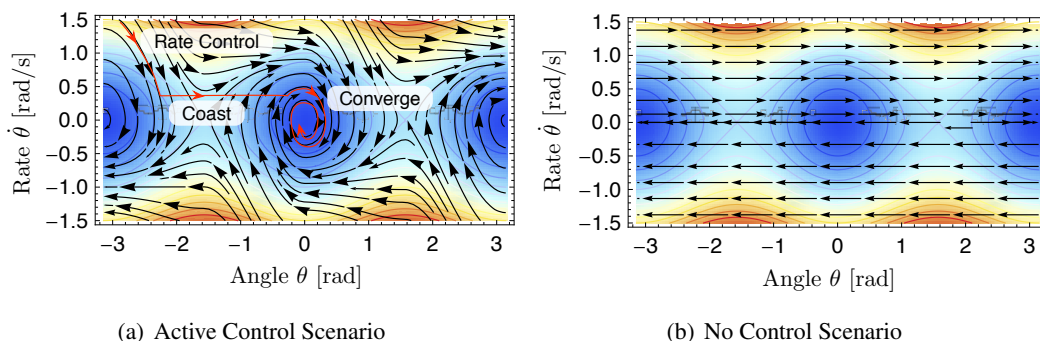 1.5
1.0
0.5
0.0
−0.5
−1.0
−1.5
Rate θ̇ [rad/s]
Rate Control
Coast
Converge
−3 −2 −1 0 1 2 3
Angle θ [rad]
(a) Active Control Scenario
1.5
1.0
0.5
0.0
−0.5
−1.0
−1.5
Rate θ̇ [rad/s]
−3 −2 −1 0 1 2 3
Angle θ [rad]
(b) No Control Scenario